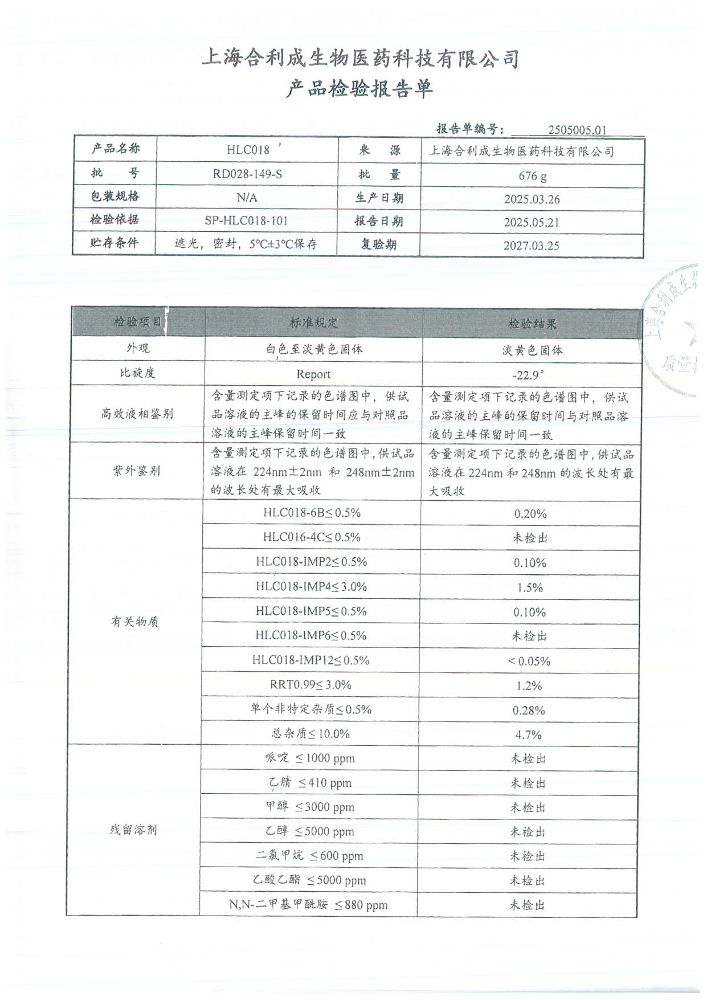 上海合利成生物医药科技有限公司
产品检验报告单
报告单编号： 2505005.01
产品名称 HLC018 来 源 上海合利成生物医药科技有限公司
批 号 RD028-149-S 批 量 676 g
包装规格 N/A 生产日期 2025.03.26
检验依据 SP-HLC018-101 报告日期 2025.05.21
贮存条件 遮光，密封，5℃±3℃保存 复验期 2027.03.25
检验项目 标准规定 检验结果
外观 白色至淡黄色固体 淡黄色固体
比旋度 Report -22.9°
高效液相鉴别
含量测定项下记录的色谱图中，供试
品溶液的主峰的保留时间应与对照品
溶液的主峰保留时间一致
含量测定项下记录的色谱图中，供试
品溶液的主峰的保留时间与对照品溶
液的主峰保留时间一致
紫外鉴别
含量测定项下记录的色谱图中,供试品
溶液在 224nm±2nm 和 248nm±2nm
的波长处有最大吸收
含量测定项下记录的色谱图中,供试品
溶液在 224nm 和 248nm 的波长处有最
大吸收
有关物质
HLC018-6B≤0.5% 0.20%
HLC016-4C≤0.5% 未检出
HLC018-IMP2≤0.5% 0.10%
HLC018-IMP4≤3.0% 1.5%
HLC018-IMP5≤0.5% 0.10%
HLC018-IMP6≤0.5% 未检出
HLC018-IMP12≤0.5% ＜0.05%
RRT0.99≤3.0% 1.2%
单个非特定杂质≤0.5% 0.28%
总杂质≤10.0% 4.7%
残留溶剂
哌啶 ≤1000 ppm 未检出
乙腈 ≤410 ppm 未检出
甲醇 ≤3000 ppm 未检出
乙醇 ≤5000 ppm 未检出
二氯甲烷 ≤600 ppm 未检出
乙酸乙酯 ≤5000 ppm 未检出
N,N-二甲基甲酰胺 ≤880 ppm 未检出
上海合利成生
质量